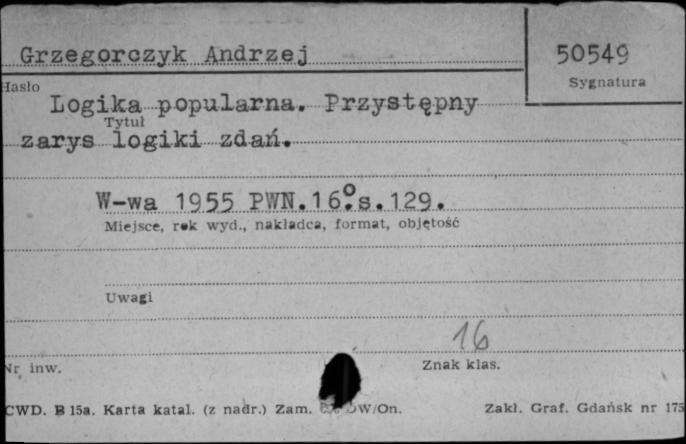 Grzegorczyk Andrzej
50549
Hasło
Sygnatura
Logika popularna. Przystępny
Tytuł
zarys logiki zdań.
W-wa 1955 PWN.16°.s.129.
Miejsce, rok wyd., nakładca, format, objętość
Uwagi
16
Nr inw.
Znak klas.
CWD. B 15a. Karta katal. (z nadr.) Zam. W/On.
Zakł. Graf. Gdańsk nr 175